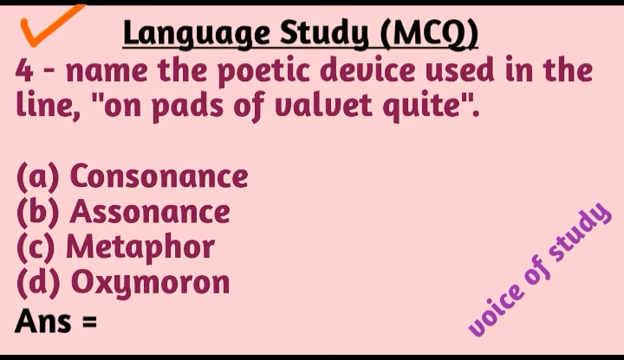 Language Study (MCQ)
4 - name the poetic device used in the
line, "on pads of valvet quite".
(a) Consonance
(b) Assonance
(c) Metaphor
(d) Oxymoron
Ans =
voice of study